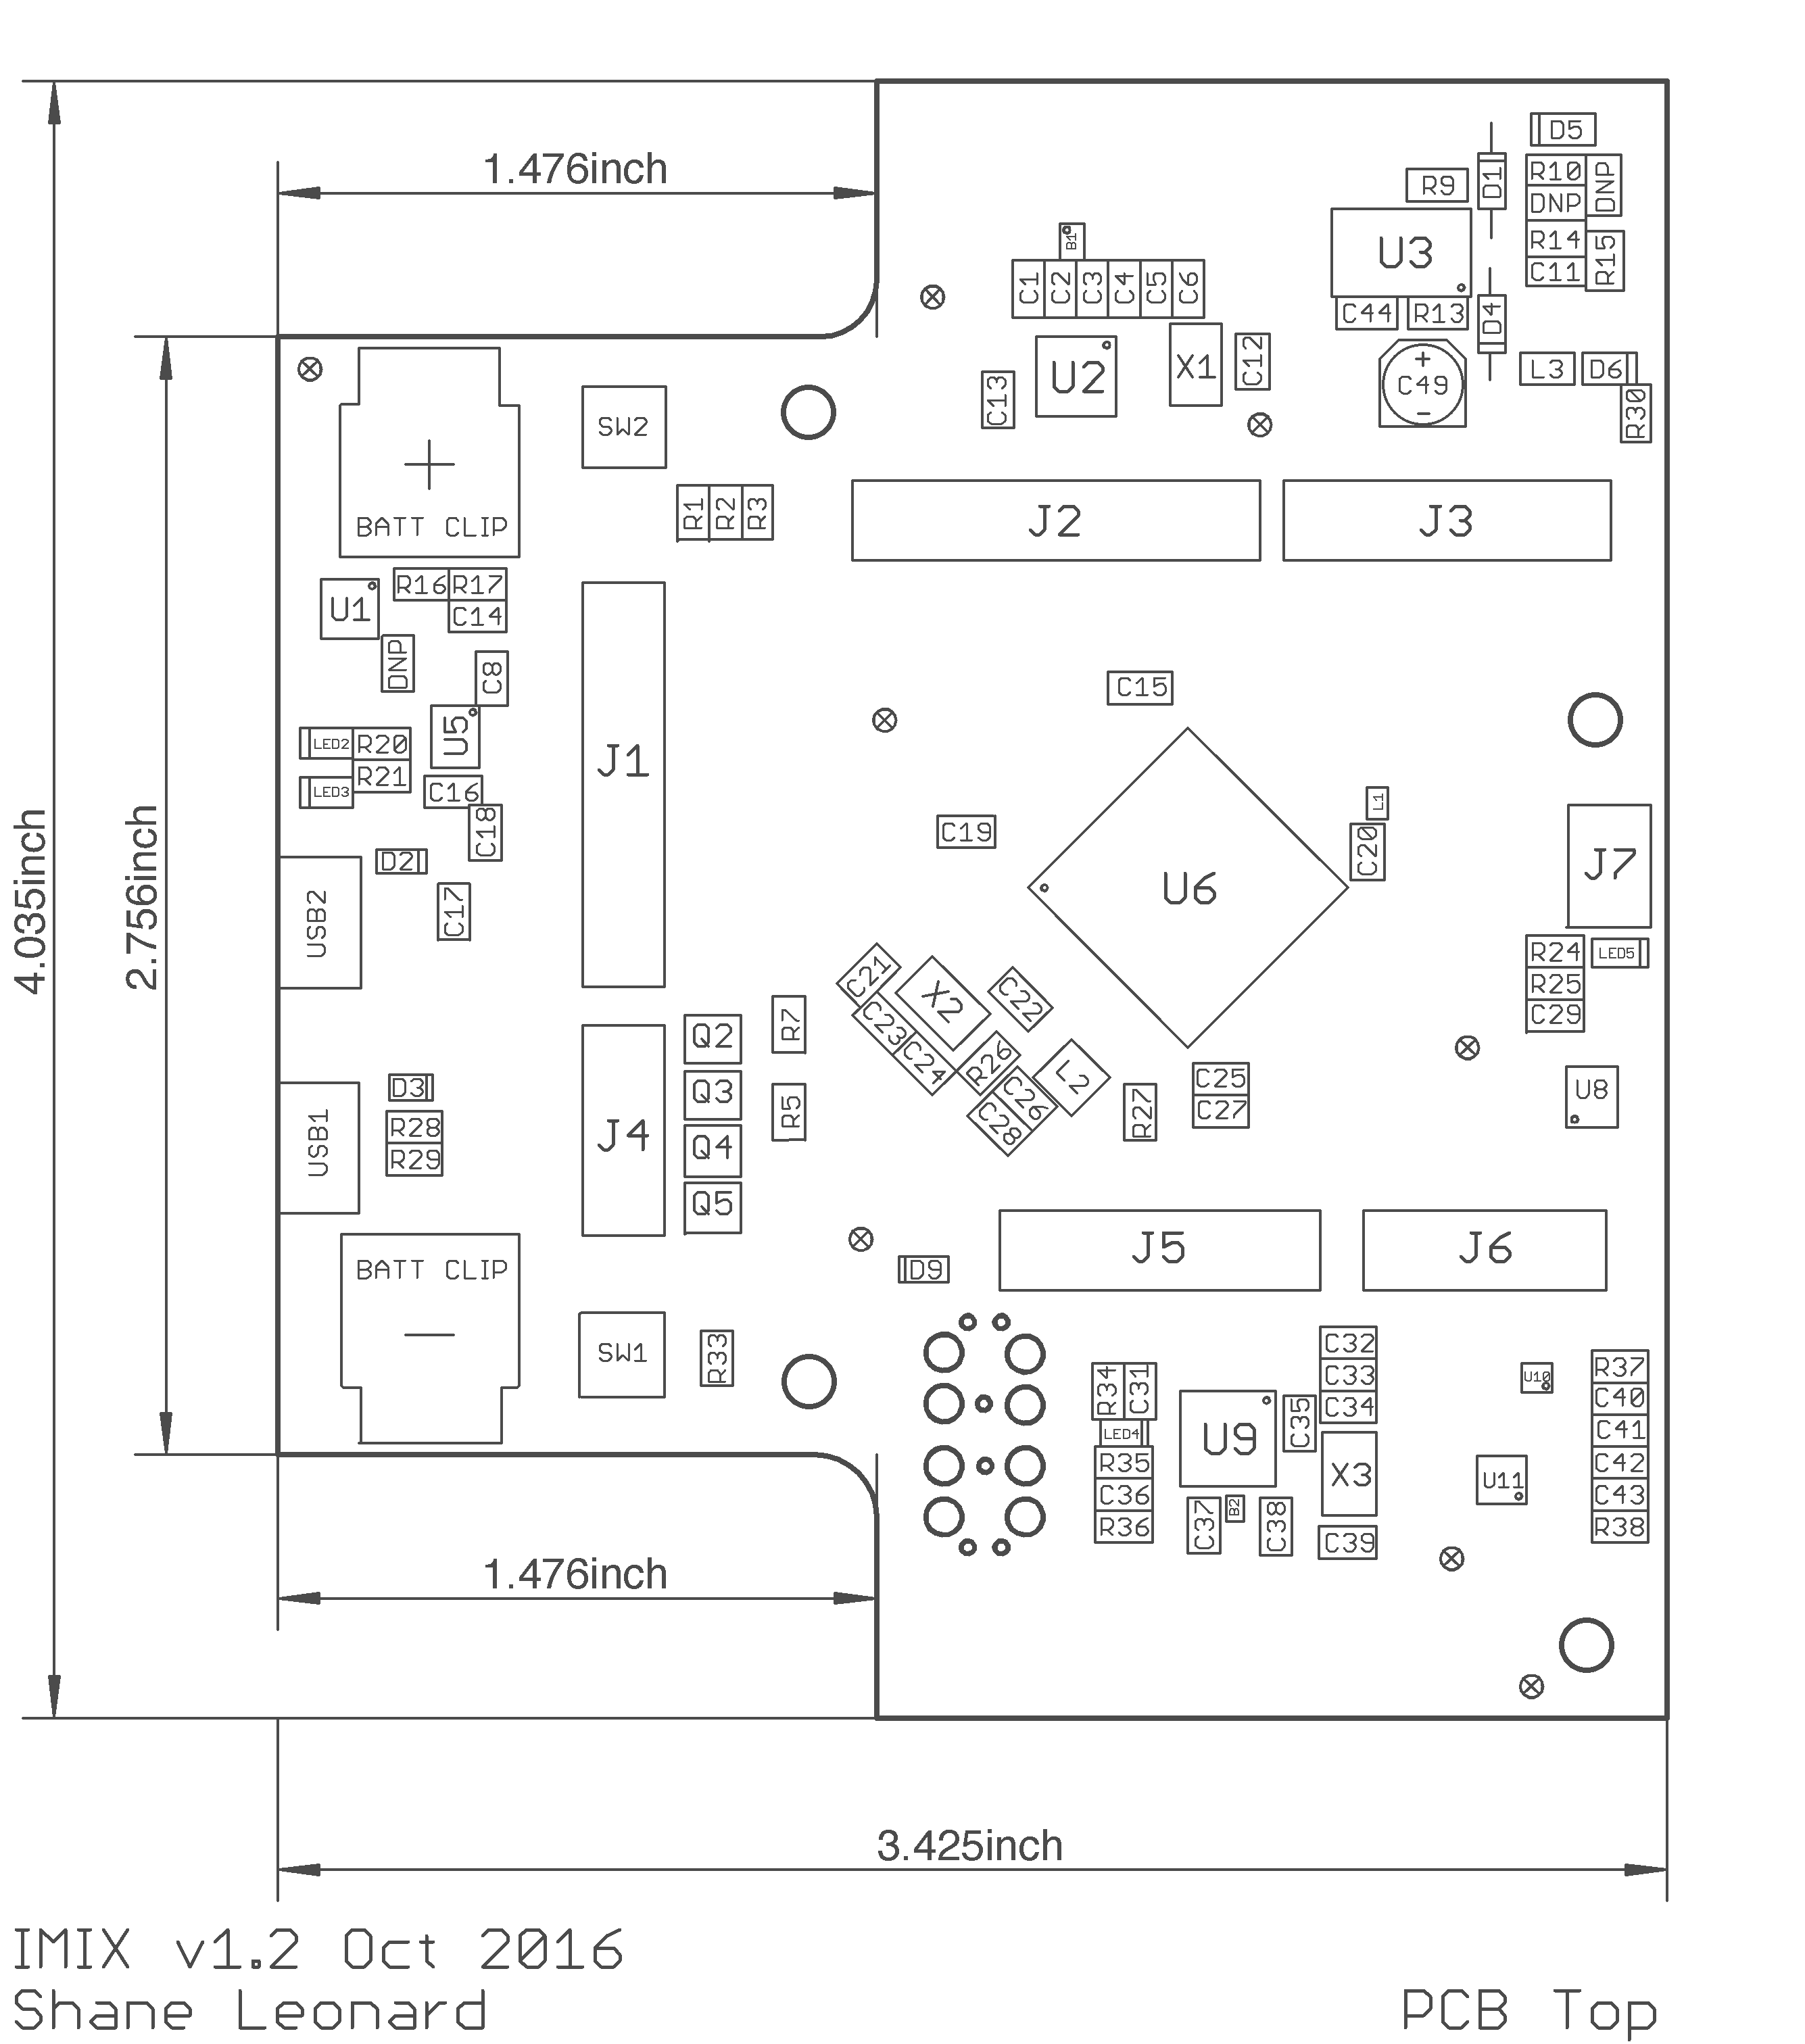 1.476inch
D5
R10
DNP
DNP
D1
R9
U3
R14
C11
R15
B1
C1
C2
C3
C4
C5
C6
C44
R13
D4
U2
X1
C12
C13
C49
+
-
L3
D6
R30
SW2
+
BATT CLIP
R1
R2
R3
J2
J3
R16
R17
C14
U1
DNP
C8
U5
LED2
R20
R21
LED3
C16
C18
J1
C15
L1
C20
C19
U6
J7
D2
C17
USB2
4.035inch
2.756inch
R24
LED5
R25
C29
C21
X2
C22
C23
C24
R26
L2
C26
C28
R27
C25
C27
U8
R7
R5
Q2
Q3
Q4
Q5
J4
D3
R28
R29
USB1
J5
J6
D9
BATT CLIP
-
SW1
R33
R34
C31
LED4
R35
C36
R36
U9
C35
C32
C33
C34
X3
C37
B2
C38
C39
U10
U11
R37
C40
C41
C42
C43
R38
1.476inch
3.425inch
IMIX v1.2 Oct 2016
Shane Leonard
PCB Top